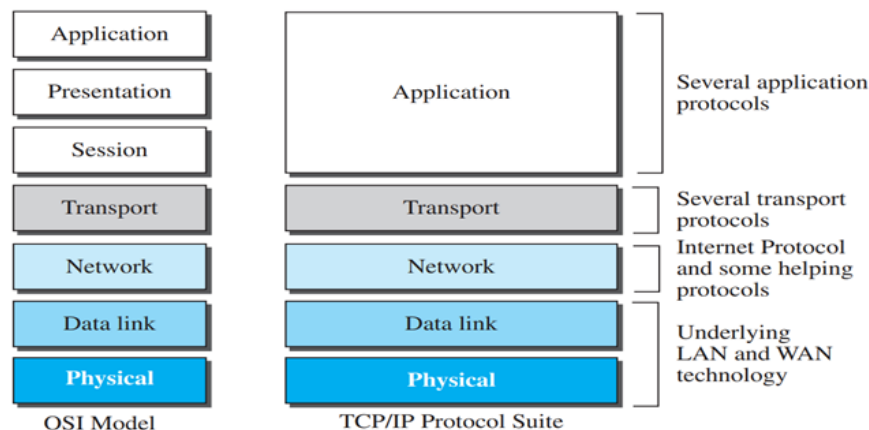 Application
Presentation
Session
Transport
Network
Data link
Physical
OSI Model
Application
Transport
Network
Data link
Physical
TCP/IP Protocol Suite
Several application
protocols
Several transport
protocols
Internet Protocol
and some helping
protocols
Underlying
LAN and WAN
technology